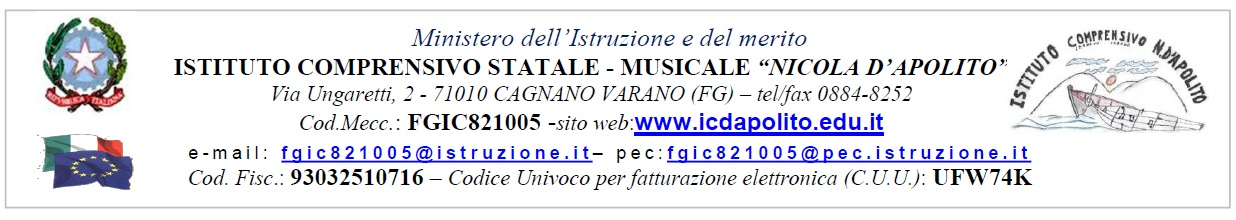 Ministero dell’Istruzione e del merito
ISTITUTO COMPRENSIVO STATALE - MUSICALE “NICOLA D’APOLITO”
Via Ungaretti, 2 - 71010 CAGNANO VARANO (FG) – tel/fax 0884-8252
Cod.Mecc.: FGIC821005 -sito web:www.icdapolito.edu.it
e-mail: fgic821005@istruzione.it– pec:fgic821005@pec.istruzione.it
Cod. Fisc.: 93032510716 – Codice Univoco per fatturazione elettronica (C.U.U.): UFW74K
REPVBBLICA ITALIANA
ISTITUTO COMPRENSIVO N.D'APOLITO